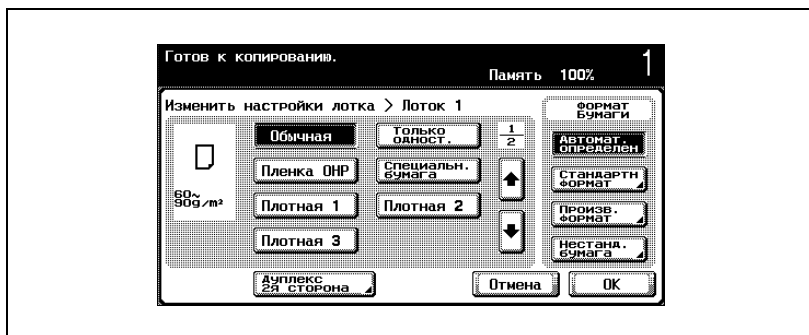 Готов к копированию.
Память 100% 1
Изменить настройки лотка > Лоток 1
формат
бумаги
Обычная
Только
одност.
1
2
Автомат.
определен
Пленка OHP
Специальн.
бумага
Стандартн
формат
60~
90g/m²
Плотная 1
Плотная 2
Произв.
формат
Плотная 3
Нестанд.
бумага
дуплекс
2я сторона
Отмена
OK